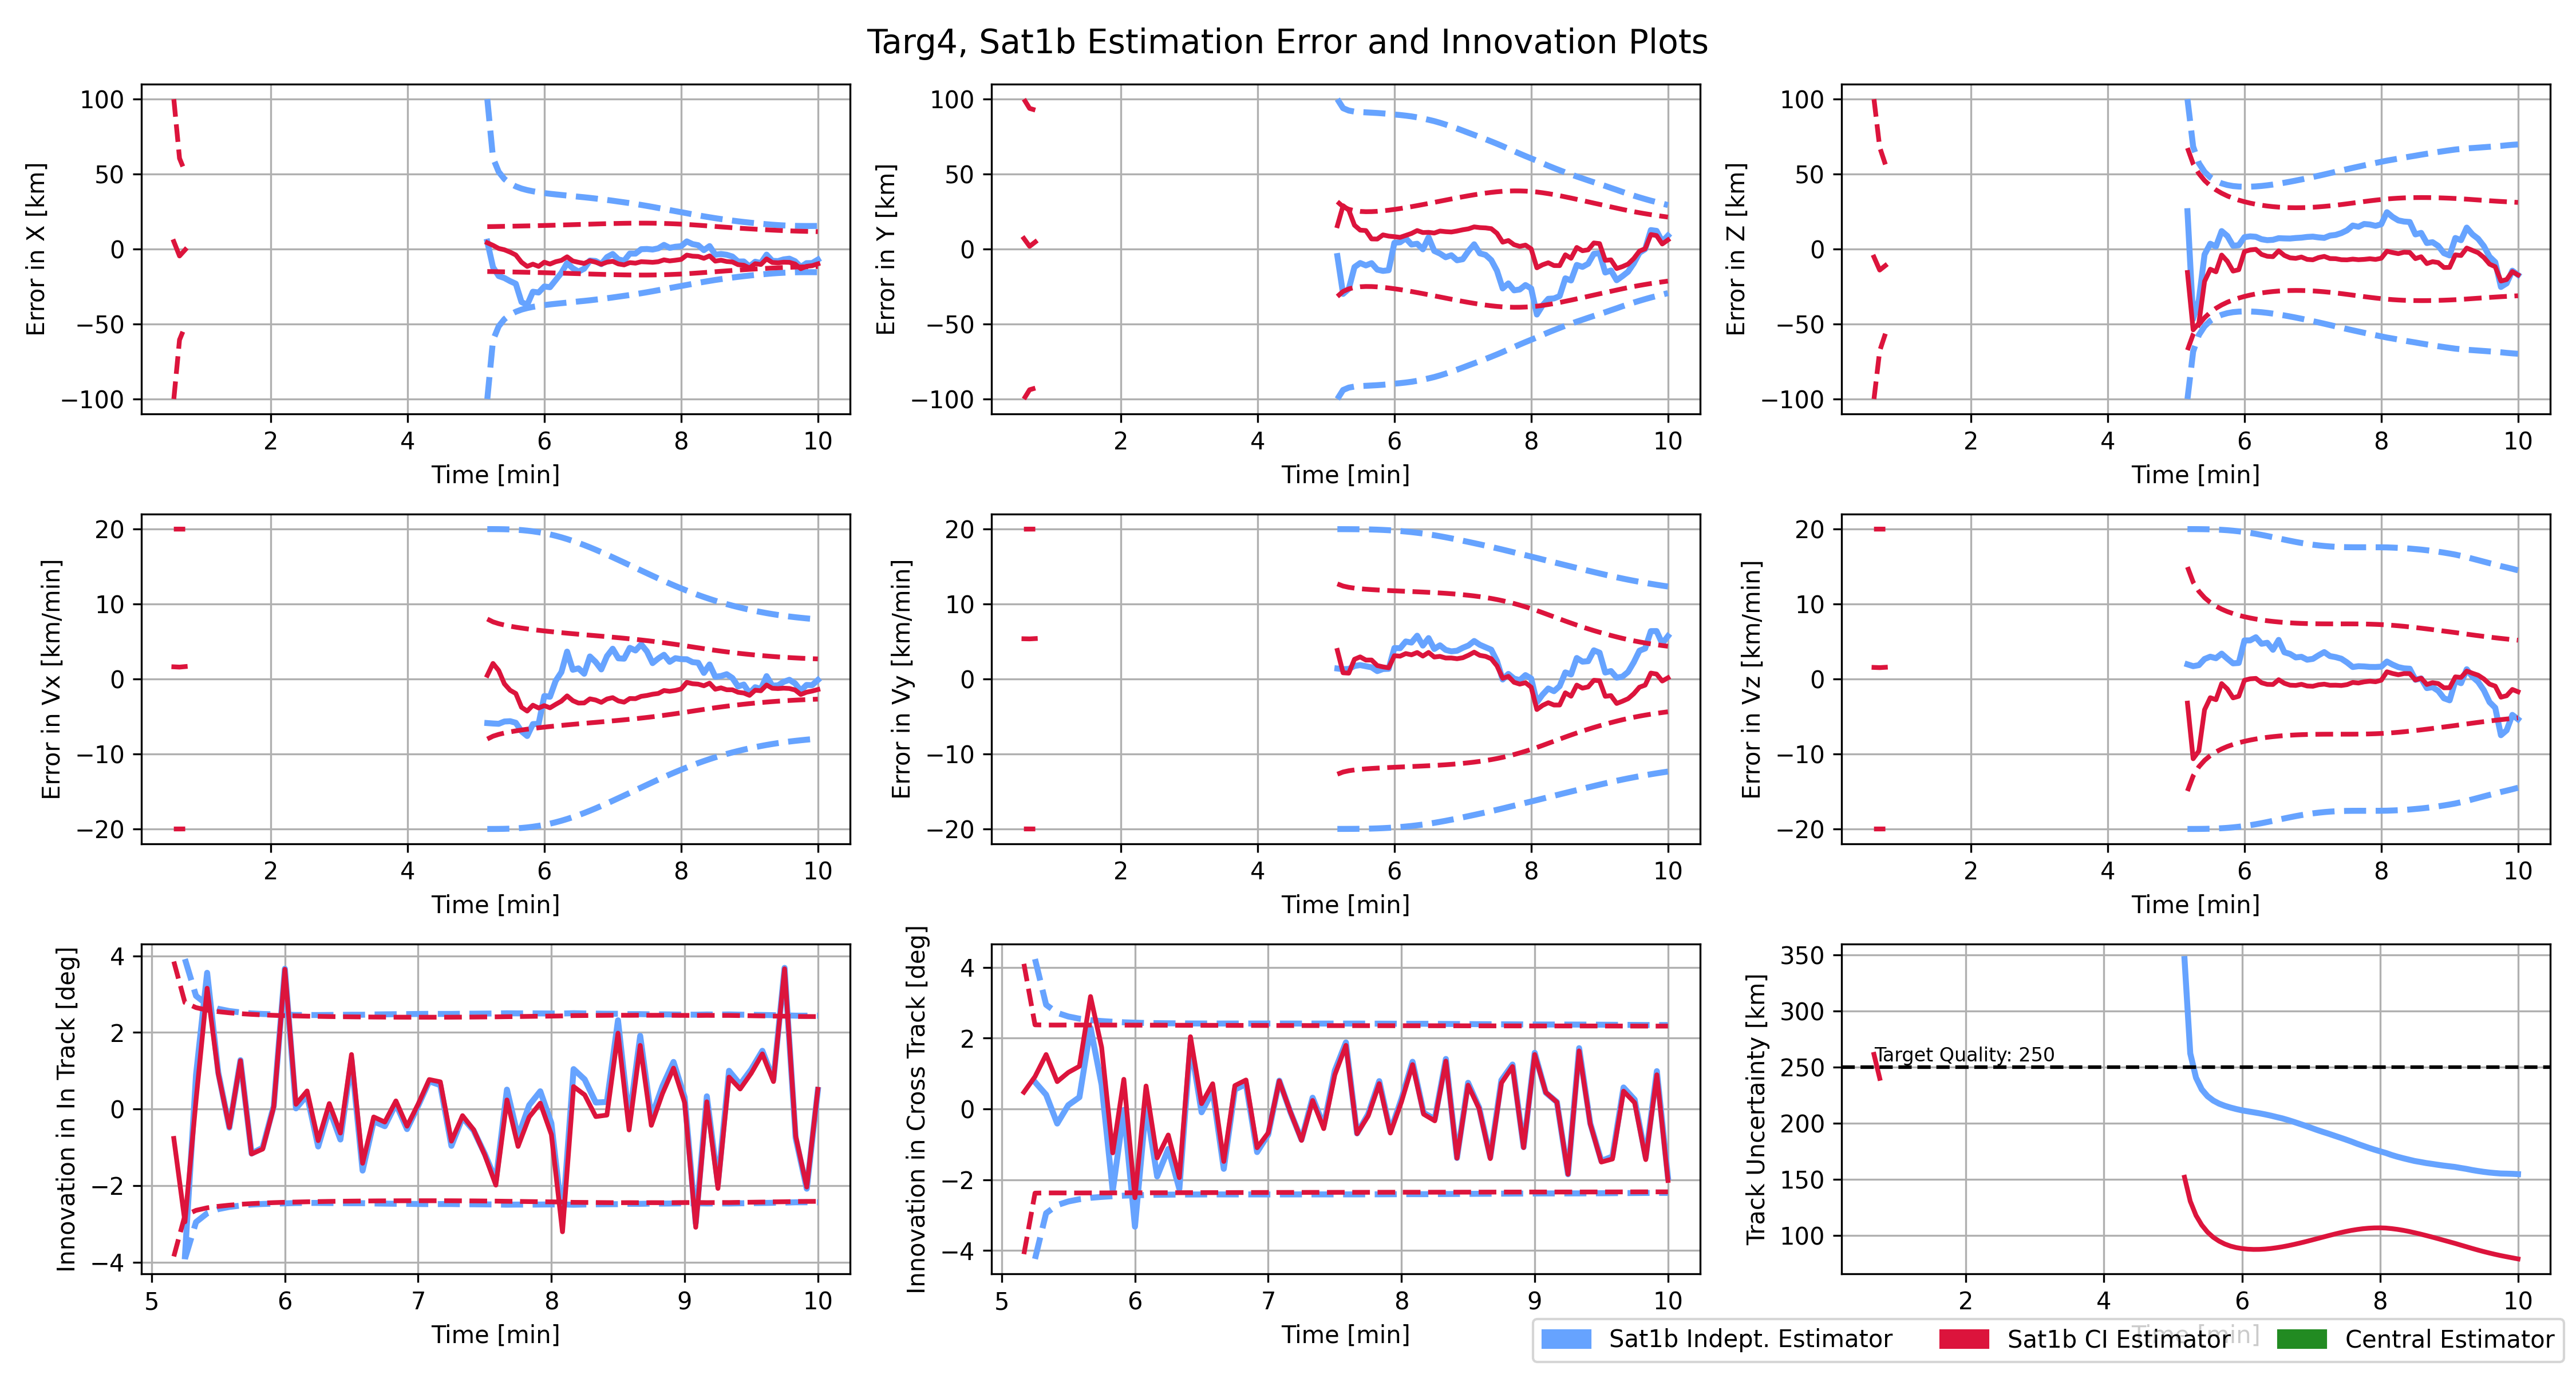 Targ4, Sat1b Estimation Error and Innovation Plots
Error in X [km]
100
50
0
−50
−100
2 4 6 8 10
Time [min]
Error in Y [km]
100
50
0
−50
−100
2 4 6 8 10
Time [min]
Error in Z [km]
100
50
0
−50
−100
2 4 6 8 10
Time [min]
Error in Vx [km/min]
20
10
0
−10
−20
2 4 6 8 10
Time [min]
Error in Vy [km/min]
20
10
0
−10
−20
2 4 6 8 10
Time [min]
Error in Vz [km/min]
20
10
0
−10
−20
2 4 6 8 10
Time [min]
Innovation in In Track [deg]
4
2
0
−2
−4
5 6 7 8 9 10
Time [min]
Innovation in Cross Track [deg]
4
2
0
−2
−4
5 6 7 8 9 10
Time [min]
Track Uncertainty [km]
350
300
250
200
150
100
Target Quality: 250
2 4 6 8 10
Time [min]
Sat1b Indept. Estimator
Sat1b CI Estimator
Central Estimator